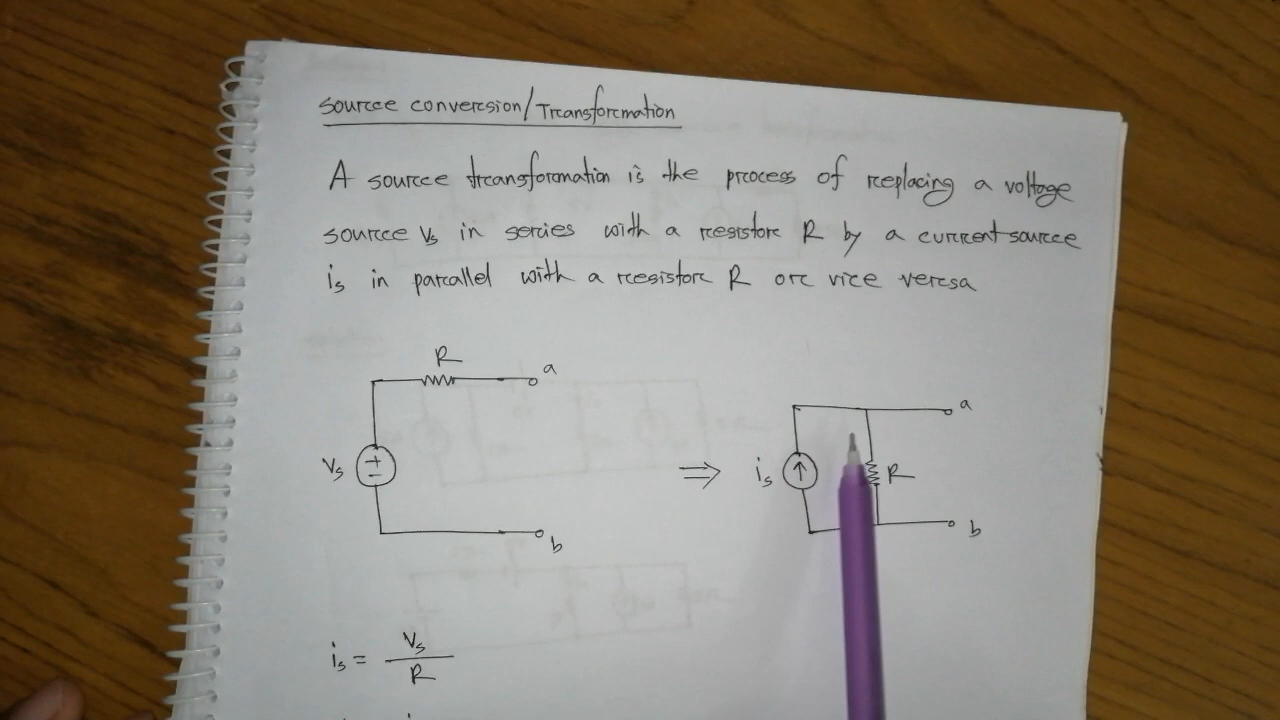 source conversion/Transformation
A source transformation is the process of replacing a voltage
source Vs in series with a resistor R by a current source
is in parallel with a resistor R or vice versa
R
a
Vs
+
−
b
⇒
a
is
↑
R
b
is = Vs / R